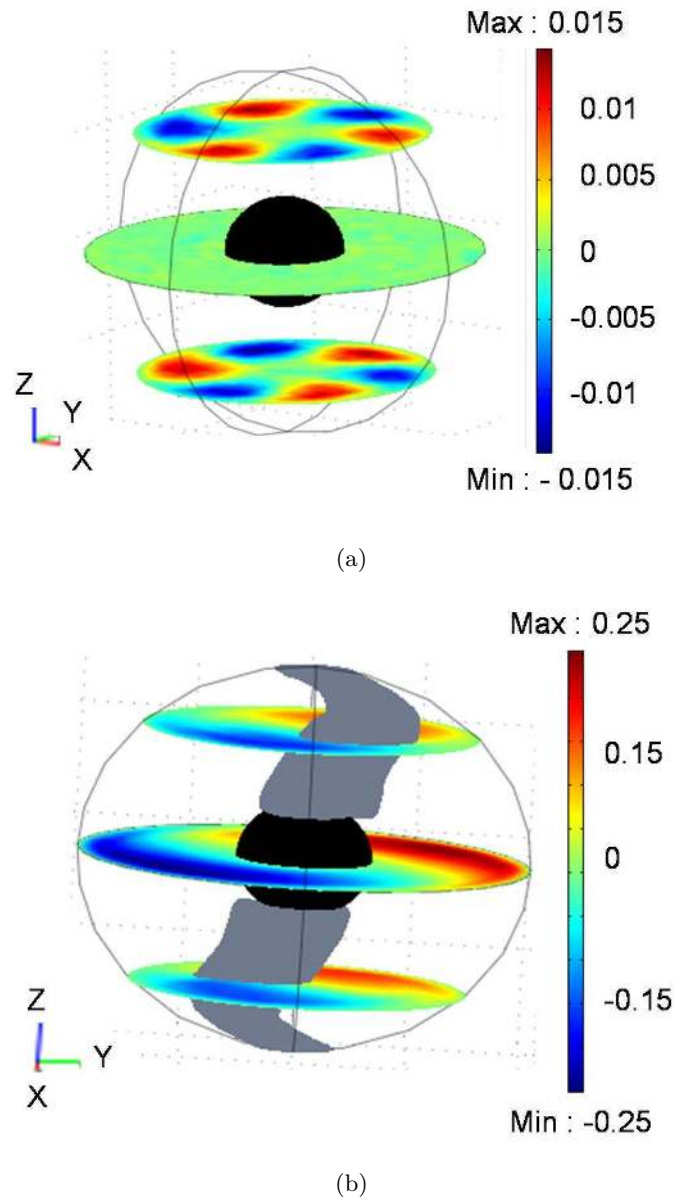 Max : 0.015
0.01
0.005
0
-0.005
-0.01
Min : - 0.015
Z
Y
X
(a)
Max : 0.25
0.15
0
-0.15
Min : -0.25
Z
Y
X
(b)